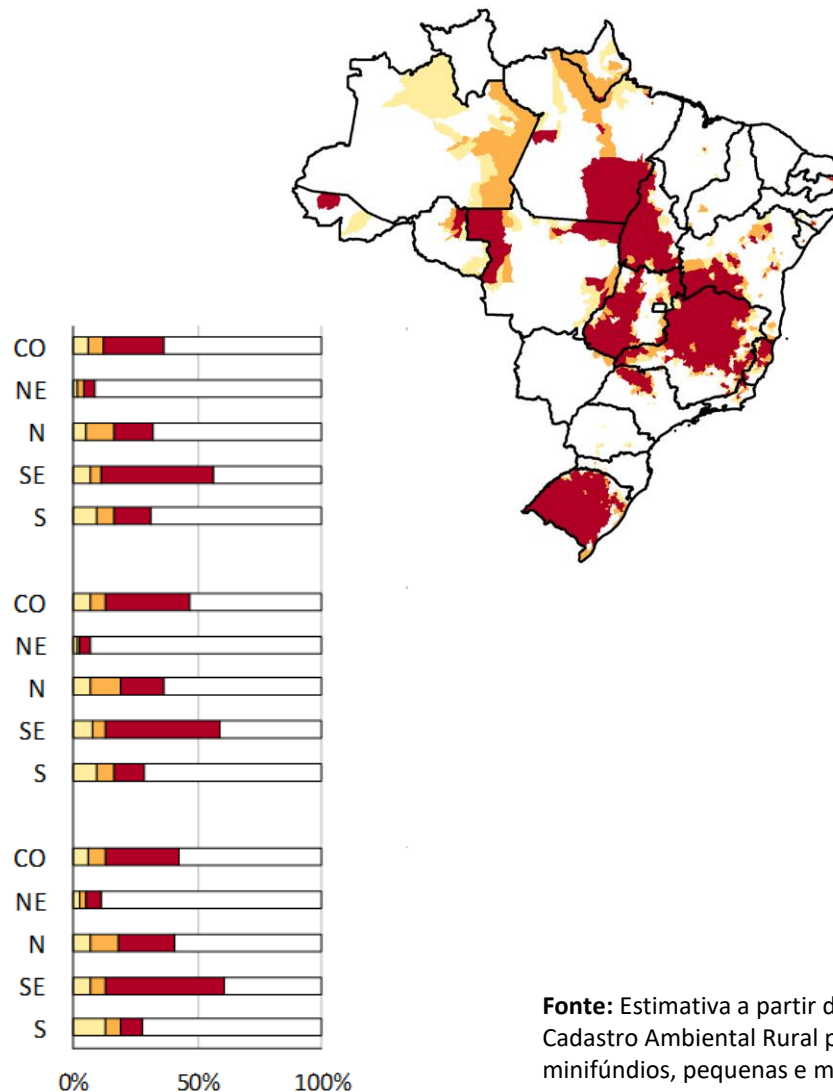 CO
NE
N
SE
S
CO
NE
N
SE
S
CO
NE
N
SE
S
0% 50% 100%
Fonte: Estimativa a partir d
Cadastro Ambiental Rural p
minifúndios, pequenas e m